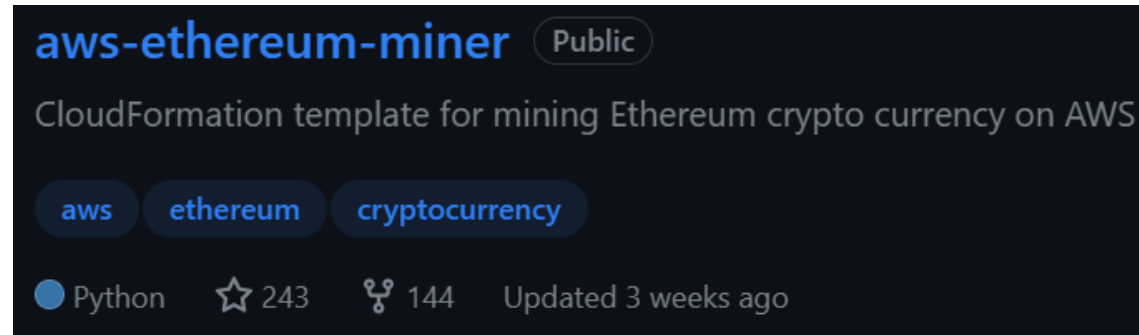 aws-ethereum-miner Public
CloudFormation template for mining Ethereum crypto currency on AWS
aws ethereum cryptocurrency
Python 243 144 Updated 3 weeks ago